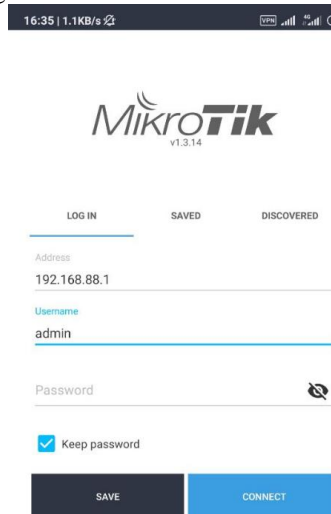 16:35 | 1.1KB/s
VPN 4G
MikroTik
v1.3.14
LOG IN SAVED DISCOVERED
Address
192.168.88.1
Username
admin
Password
Keep password
SAVE CONNECT